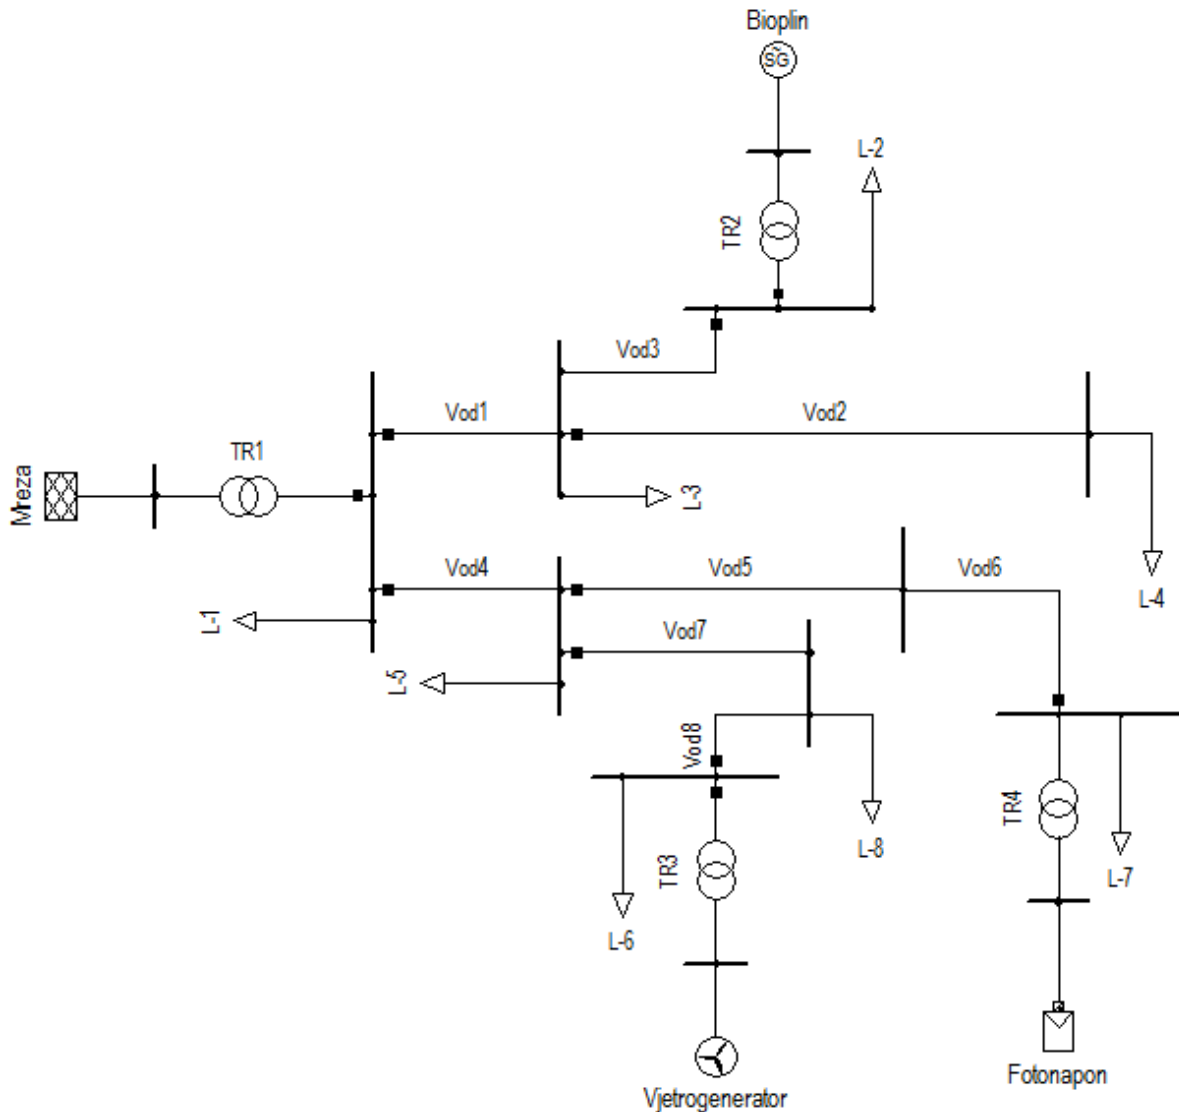 Bioplin
SG
L-2
TR2
Vod3
Vod1
Vod2
TR1
Mreza
L-3
Vod4
Vod5
Vod6
L-4
L-1
Vod7
L-5
Vod8
TR4
L-8
TR3
L-7
L-6
Fotonapon
Vjetrogenerator